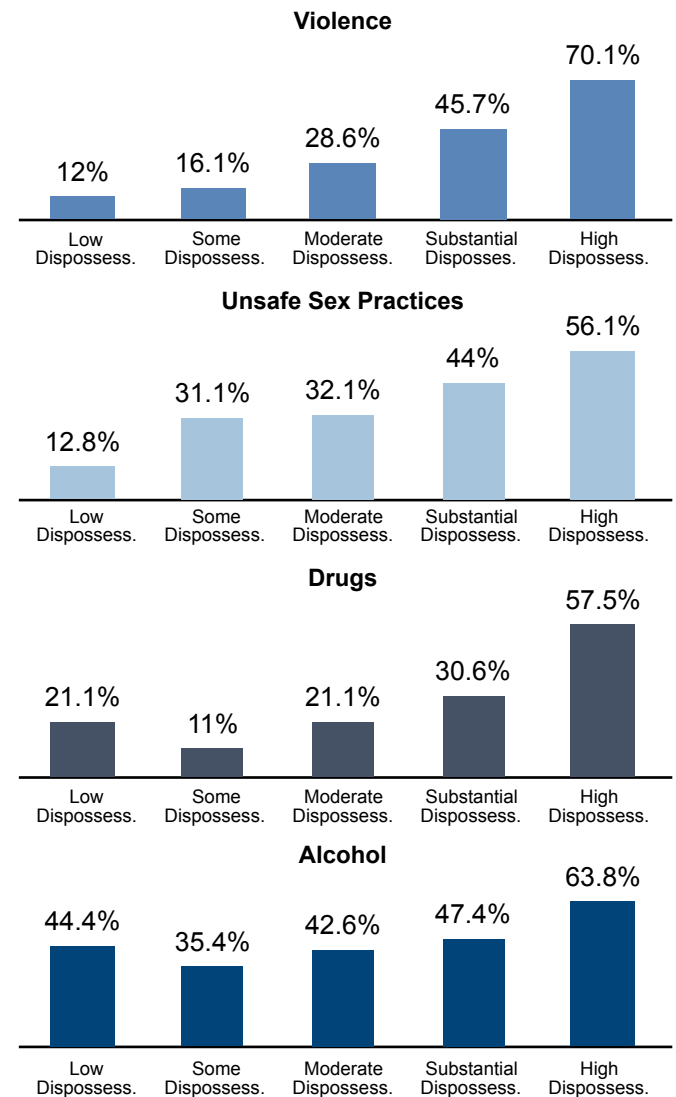 Violence
12% 16.1% 28.6% 45.7% 70.1%
Low Some Moderate Substantial High
Dispossess. Dispossess. Dispossess. Disposses. Dispossess.
Unsafe Sex Practices
12.8% 31.1% 32.1% 44% 56.1%
Low Some Moderate Substantial High
Dispossess. Dispossess. Dispossess. Dispossess. Dispossess.
Drugs
21.1% 11% 21.1% 30.6% 57.5%
Low Some Moderate Substantial High
Dispossess. Dispossess. Dispossess. Dispossess. Dispossess.
Alcohol
44.4% 35.4% 42.6% 47.4% 63.8%
Low Some Moderate Substantial High
Dispossess. Dispossess. Dispossess. Dispossess. Dispossess.